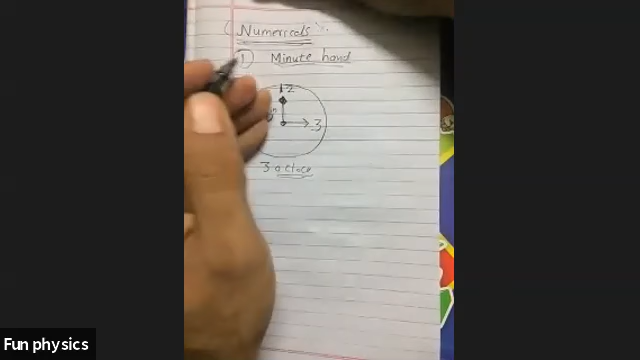 ( Numericals ).
1 Minute hand
12
3
3 o clock
Fun physics